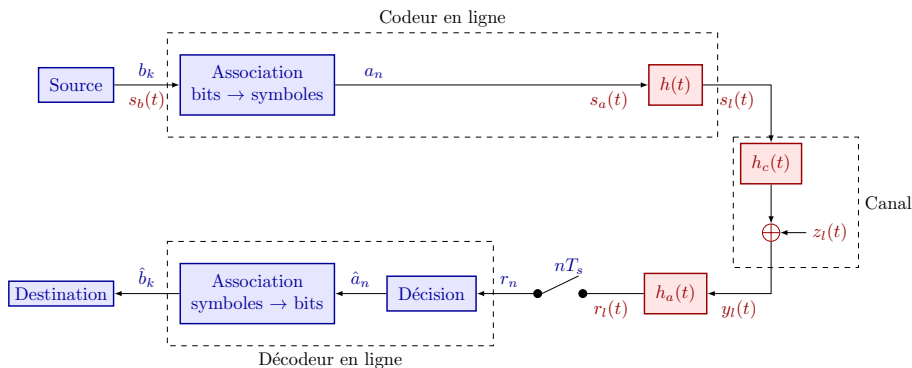 Codeur en ligne
Source
b_k
s_b(t)
Association
bits → symboles
a_n
s_a(t)
h(t)
s_l(t)
h_c(t)
Canal
z_l(t)
Destination
b̂_k
Association
symboles → bits
â_n
Décision
r_n
nT_s
r_l(t)
h_a(t)
y_l(t)
Décodeur en ligne